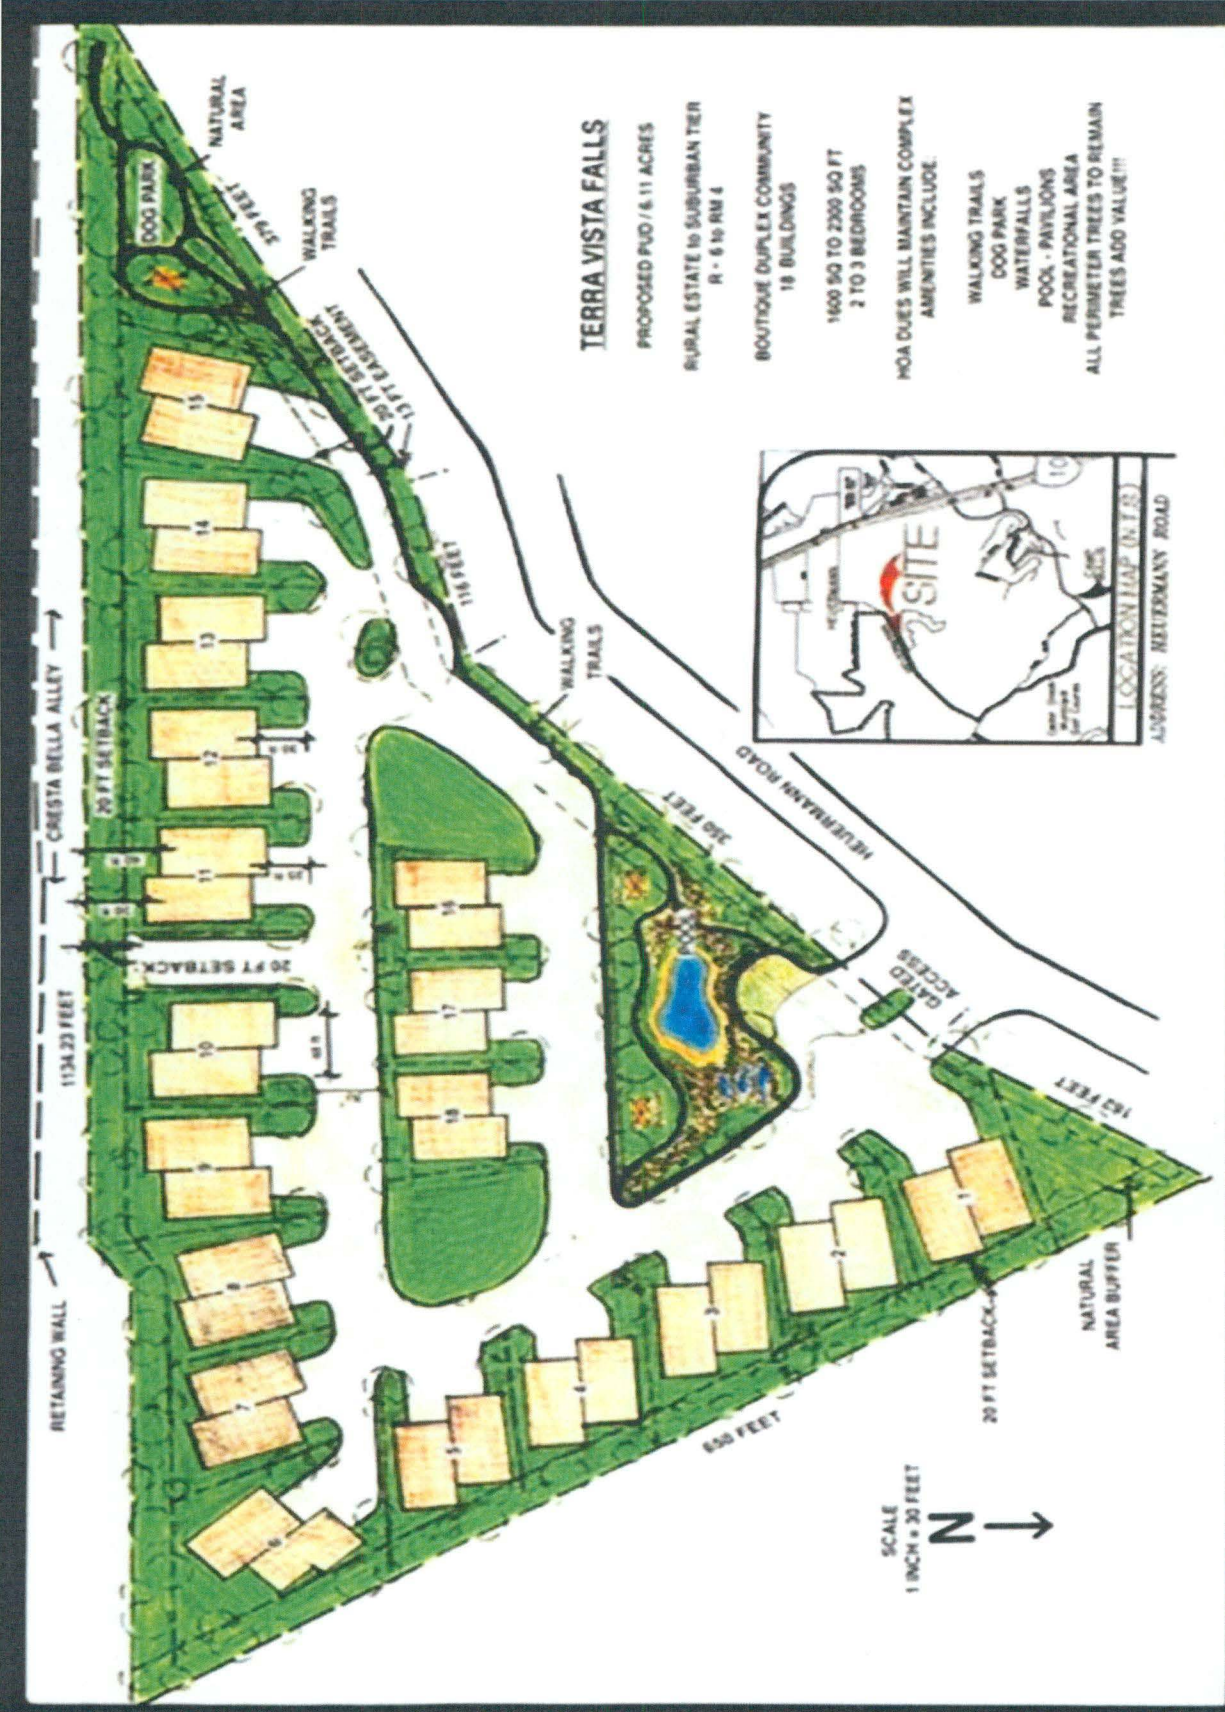 TERRA VISTA FALLS
PROPOSED PUD / 6.11 ACRES
RURAL ESTATE to SUBURBAN TIER
R - 6 to RM 4
BOUTIQUE DUPLEX COMMUNITY
18 BUILDINGS
1600 SQ TO 2300 SQ FT
2 TO 3 BEDROOMS
HOA DUES WILL MAINTAIN COMPLEX
AMENITIES INCLUDE:
WALKING TRAILS
DOG PARK
WATERFALLS
POOL - PAVILIONS
RECREATIONAL AREA
ALL PERIMETER TREES TO REMAIN
TREES ADD VALUE!!!
RETAINING WALL
1134.23 FEET
CRESTA BELLA ALLEY
20 FT SETBACK
20 FT SETBACK
DOG PARK
NATURAL
AREA
379 FEET
WALKING
TRAILS
20 FT SETBACK
13 FT EASEMENT
116 FEET
WALKING
TRAILS
350 FEET
HEUERMANN ROAD
GATED
ACCESS
163 FEET
NATURAL
AREA BUFFER
20 FT SETBACK
650 FEET
1
2
3
4
5
6
7
8
9
10
11
12
13
14
15
16
17
18
SCALE
1 INCH = 30 FEET
N
SITE
10
LOCATION MAP (N.T.S)
ADDRESS: HEUERMANN ROAD